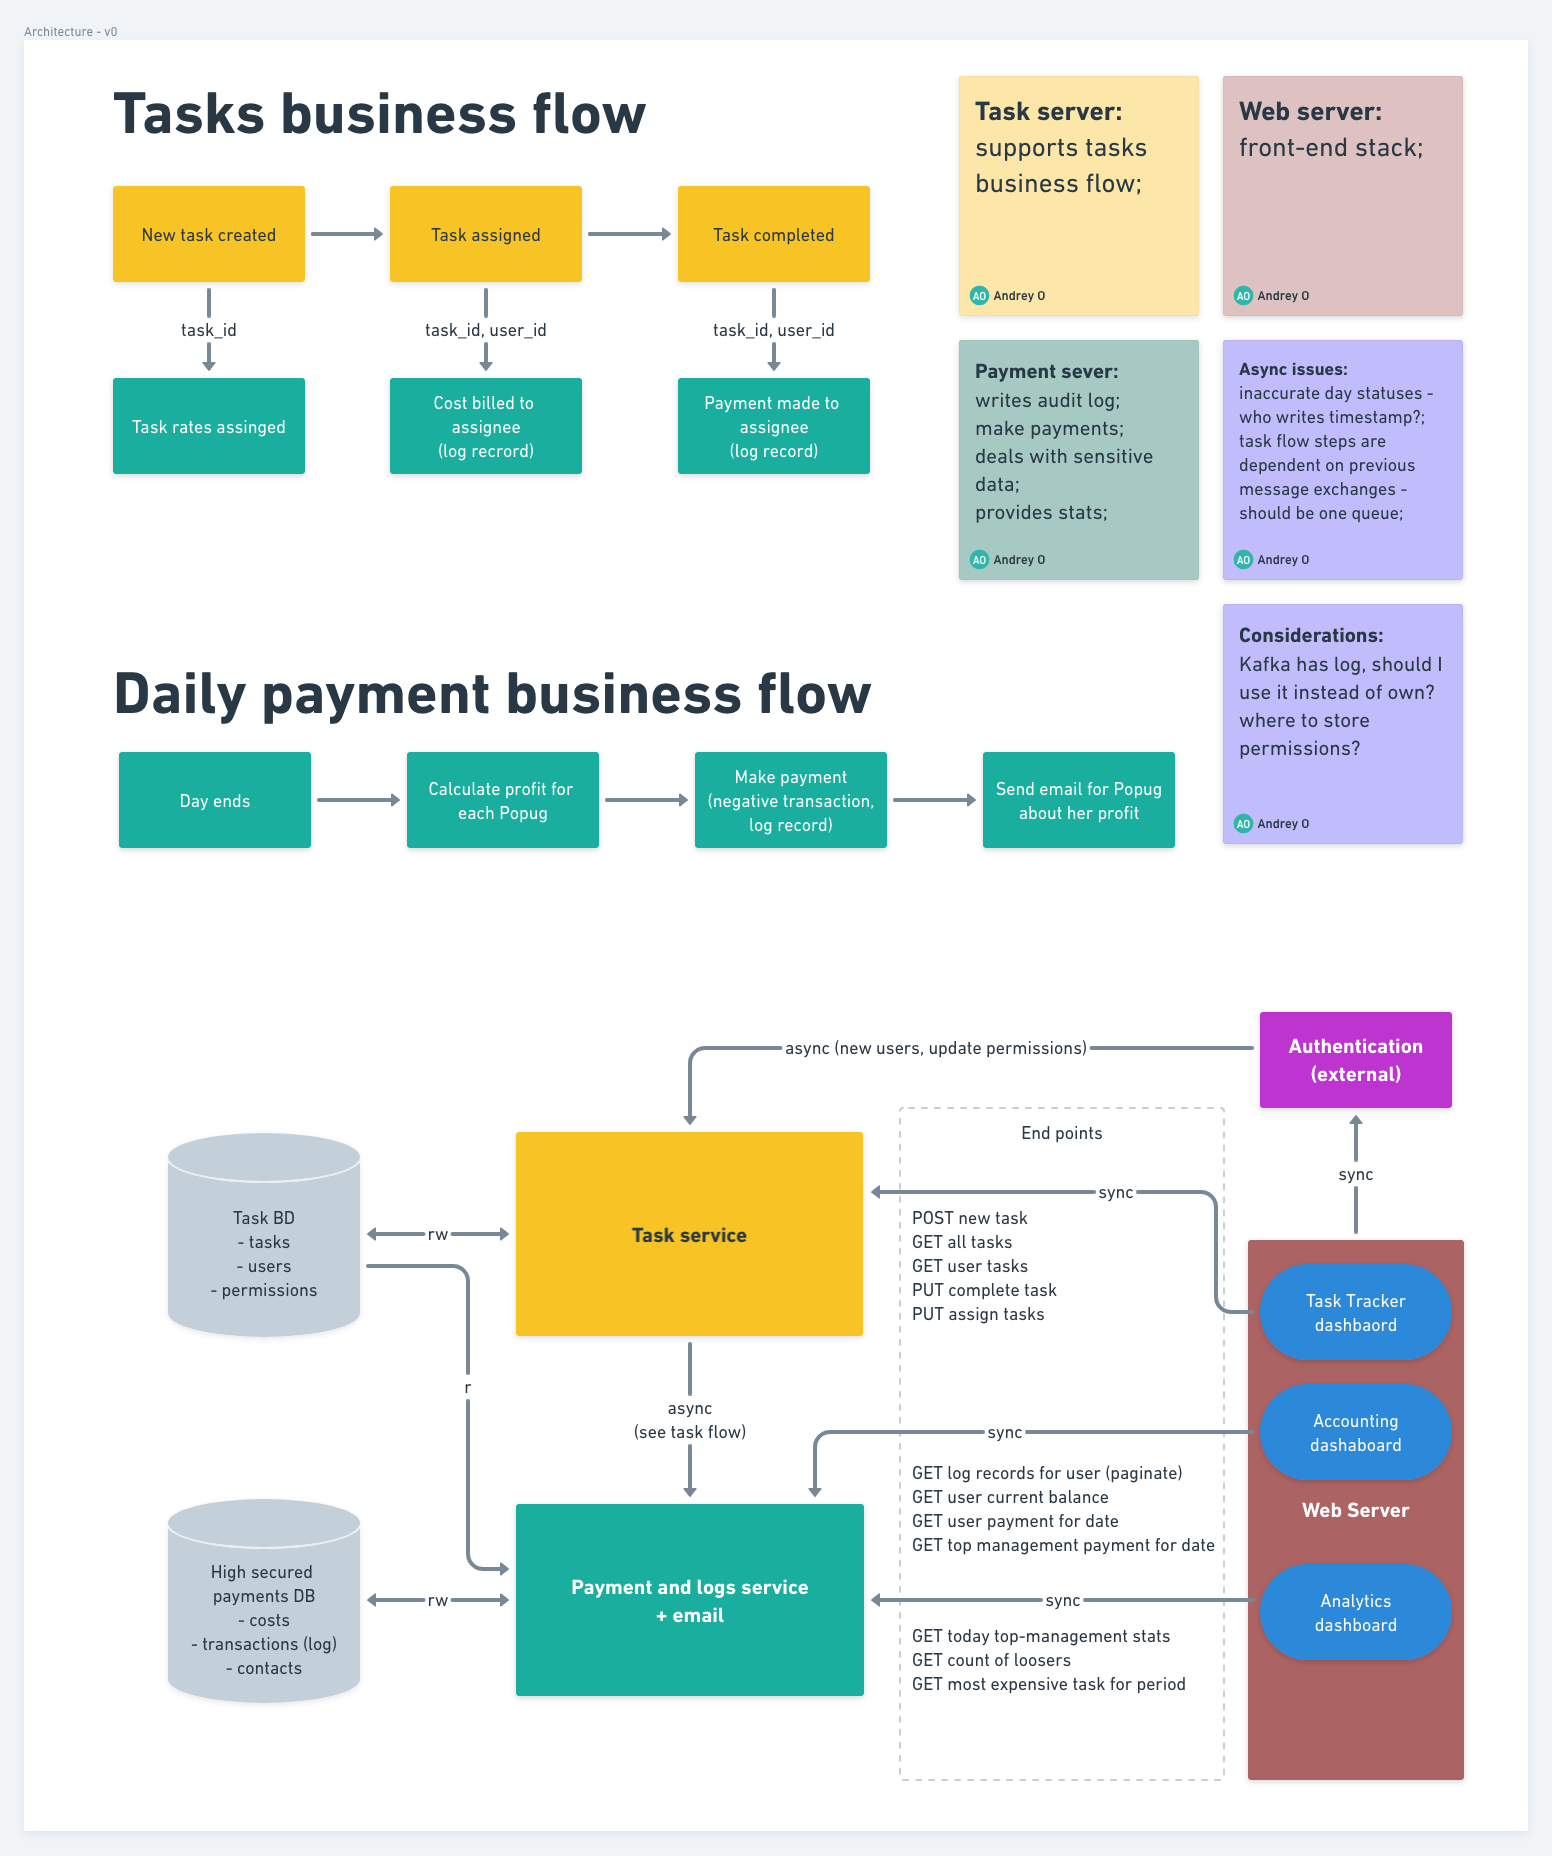 Architecture - v0
Tasks business flow
New task created
Task assigned
Task completed
task_id
task_id, user_id
task_id, user_id
Task rates assinged
Cost billed to
assignee
(log recrord)
Payment made to
assignee
(log record)
Task server:
supports tasks
business flow;
AO Andrey O
Web server:
front-end stack;
AO Andrey O
Payment sever:
writes audit log;
make payments;
deals with sensitive
data;
provides stats;
AO Andrey O
Async issues:
inaccurate day statuses -
who writes timestamp?;
task flow steps are
dependent on previous
message exchanges -
should be one queue;
AO Andrey O
Considerations:
Kafka has log, should I
use it instead of own?
where to store
permissions?
AO Andrey O
Daily payment business flow
Day ends
Calculate profit for
each Popug
Make payment
(negative transaction,
log record)
Send email for Popug
about her profit
async (new users, update permissions)
Authentication
(external)
sync
End points
Task BD
- tasks
- users
- permissions
rw
Task service
sync
POST new task
GET all tasks
GET user tasks
PUT complete task
PUT assign tasks
Task Tracker
dashbaord
r
async
(see task flow)
sync
Accounting
dashaboard
GET log records for user (paginate)
GET user current balance
GET user payment for date
GET top management payment for date
Web Server
High secured
payments DB
- costs
- transactions (log)
- contacts
rw
Payment and logs service
+ email
sync
Analytics
dashboard
GET today top-management stats
GET count of loosers
GET most expensive task for period